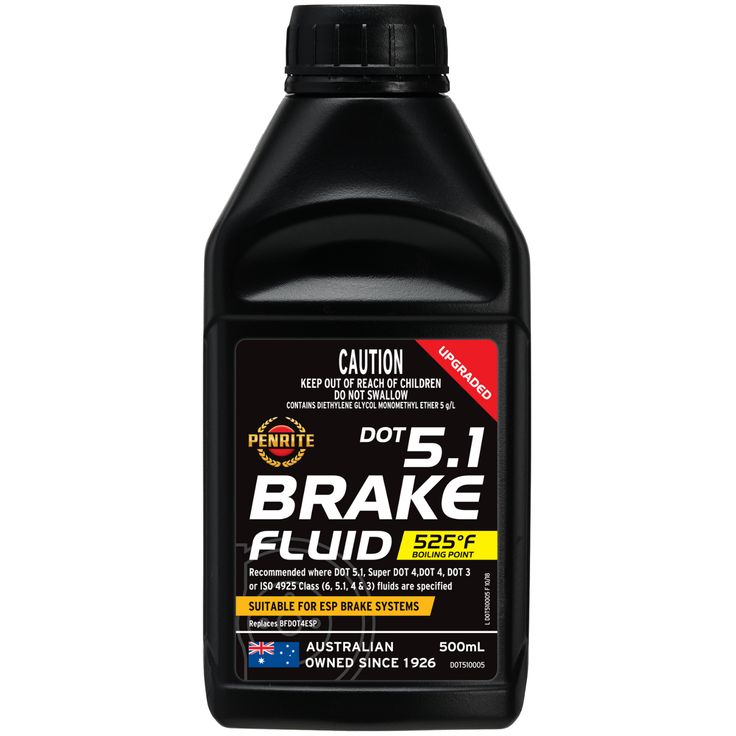 CAUTION
KEEP OUT OF REACH OF CHILDREN
DO NOT SWALLOW
CONTAINS DIETHYLENE GLYCOL MONOMETHYL ETHER 5 g/L
UPGRADED
PENRITE
DOT 5.1
BRAKE
FLUID
525°F
BOILING POINT
Recommended where DOT 5.1, Super DOT 4,DOT 4, DOT 3
or ISO 4925 Class (6, 5.1, 4 & 3) fluids are specified
SUITABLE FOR ESP BRAKE SYSTEMS
Replaces BFDOT4ESP
AUSTRALIAN
OWNED SINCE 1926
500mL
DOT510005
L DOT510005 F 10/18